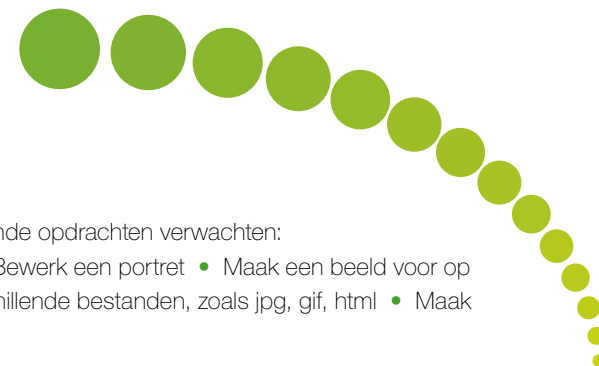 nde opdrachten verwachten:
Bewerk een portret • Maak een beeld voor op
hillende bestanden, zoals jpg, gif, html • Maak